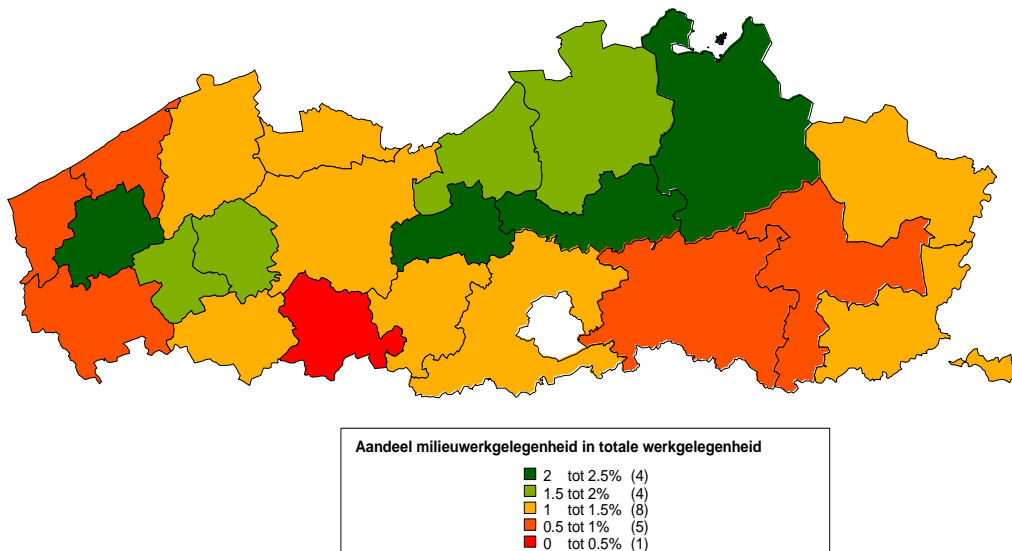 Aandeel milieuwerkgelegenheid in totale werkgelegenheid
2 tot 2.5% (4)
1.5 tot 2% (4)
1 tot 1.5% (8)
0.5 tot 1% (5)
0 tot 0.5% (1)